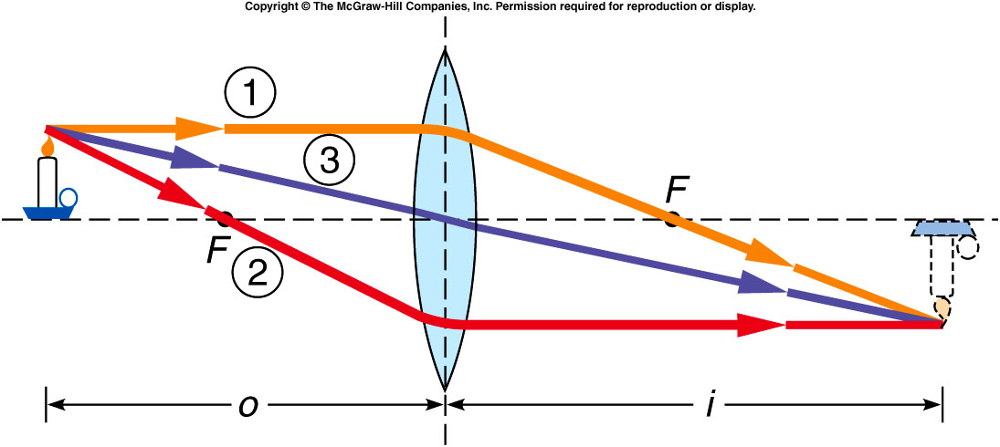 Copyright © The McGraw-Hill Companies, Inc. Permission required for reproduction or display.
1
3
F
F
2
o
i